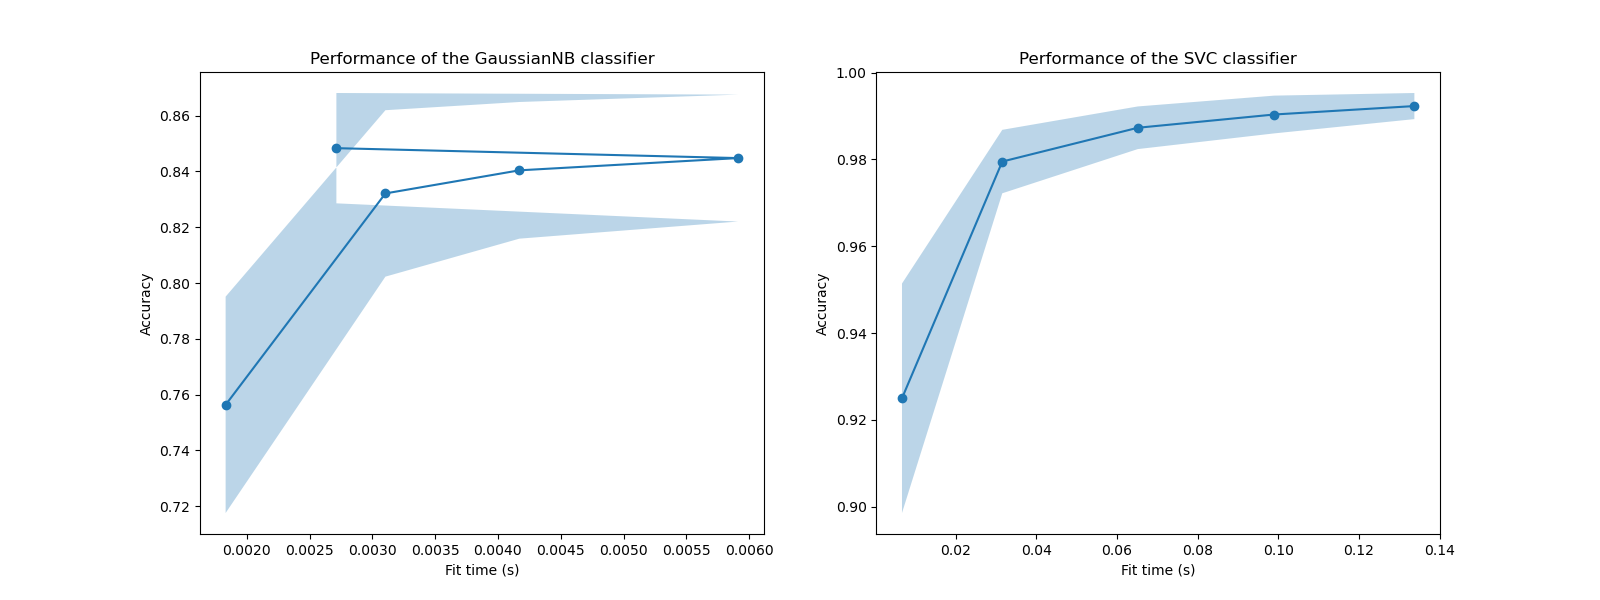 Performance of the GaussianNB classifier
Accuracy
0.86
0.84
0.82
0.80
0.78
0.76
0.74
0.72
0.0020 0.0025 0.0030 0.0035 0.0040 0.0045 0.0050 0.0055 0.0060
Fit time (s)
Performance of the SVC classifier
Accuracy
1.00
0.98
0.96
0.94
0.92
0.90
0.02 0.04 0.06 0.08 0.10 0.12 0.14
Fit time (s)